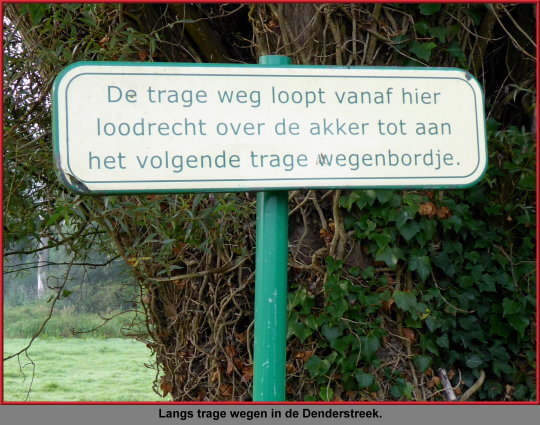 De trage weg loopt vanaf hier
loodrecht over de akker tot aan
het volgende trage wegenbordje.
Langs trage wegen in de Denderstreek.